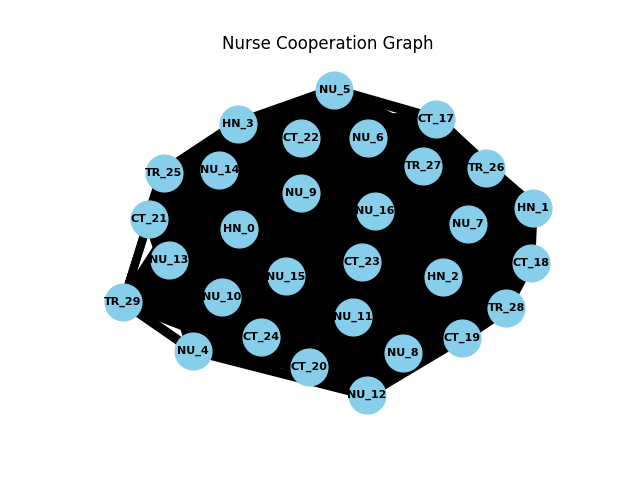 Nurse Cooperation Graph
NU_5
CT_17
HN_3
CT_22
NU_6
TR_27
TR_26
NU_14
TR_25
NU_9
HN_1
NU_16
CT_21
NU_7
HN_0
NU_13
CT_23
CT_18
NU_15
HN_2
NU_10
TR_29
TR_28
NU_11
CT_24
CT_19
NU_4
NU_8
CT_20
NU_12